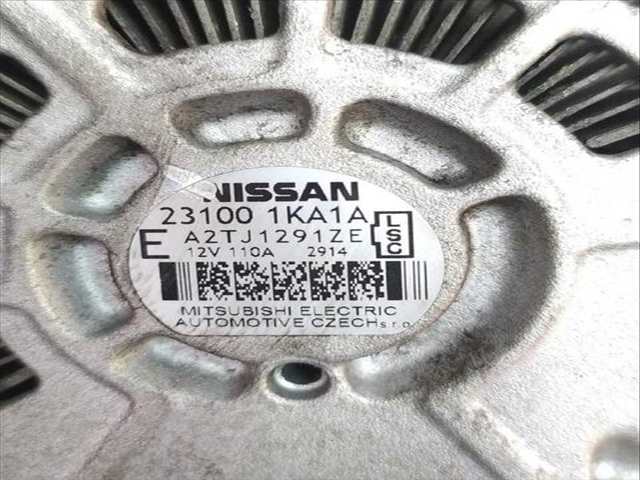 NISSAN
23100 1KA1A
E A2TJ1291ZE LSC
12V 110A 2914
MITSUBISHI ELECTRIC
AUTOMOTIVE CZECH s.r.o.